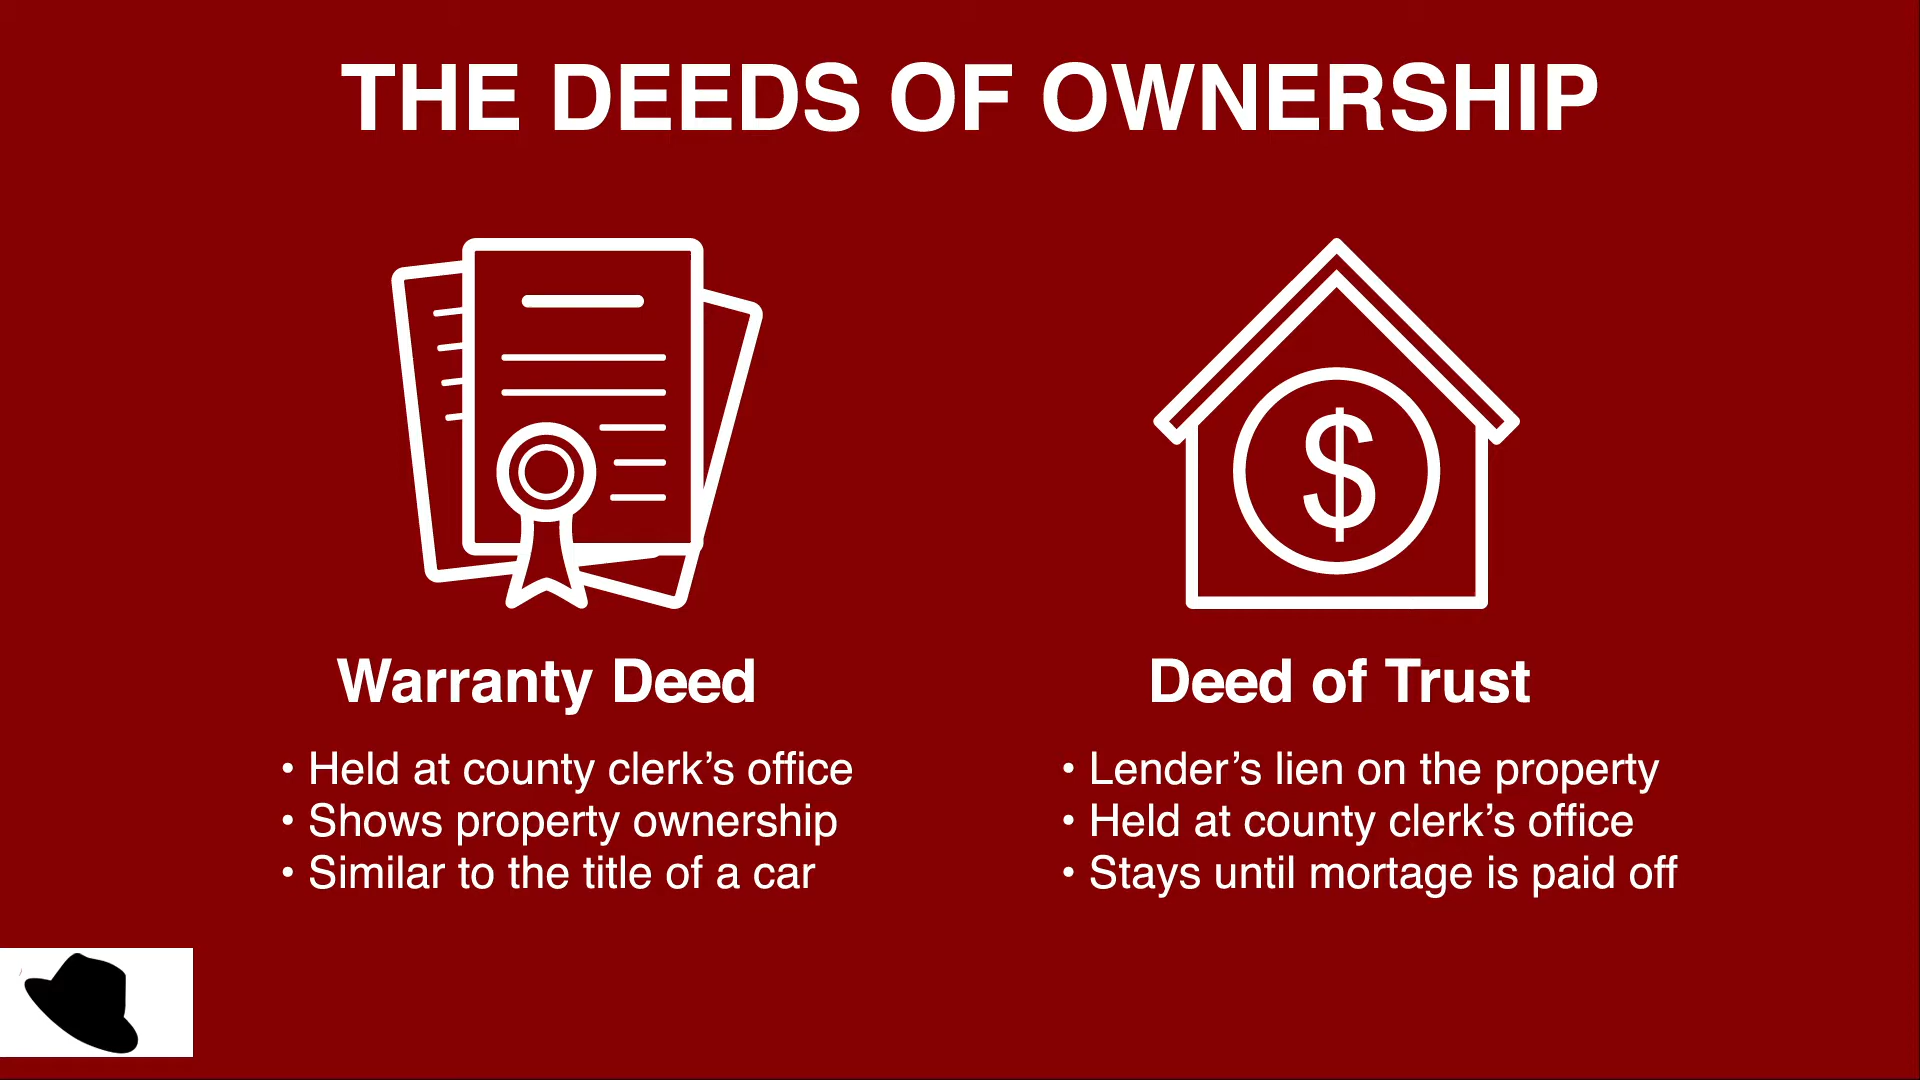 THE DEEDS OF OWNERSHIP
$
Warranty Deed
• Held at county clerk’s office
• Shows property ownership
• Similar to the title of a car
Deed of Trust
• Lender’s lien on the property
• Held at county clerk’s office
• Stays until mortage is paid off